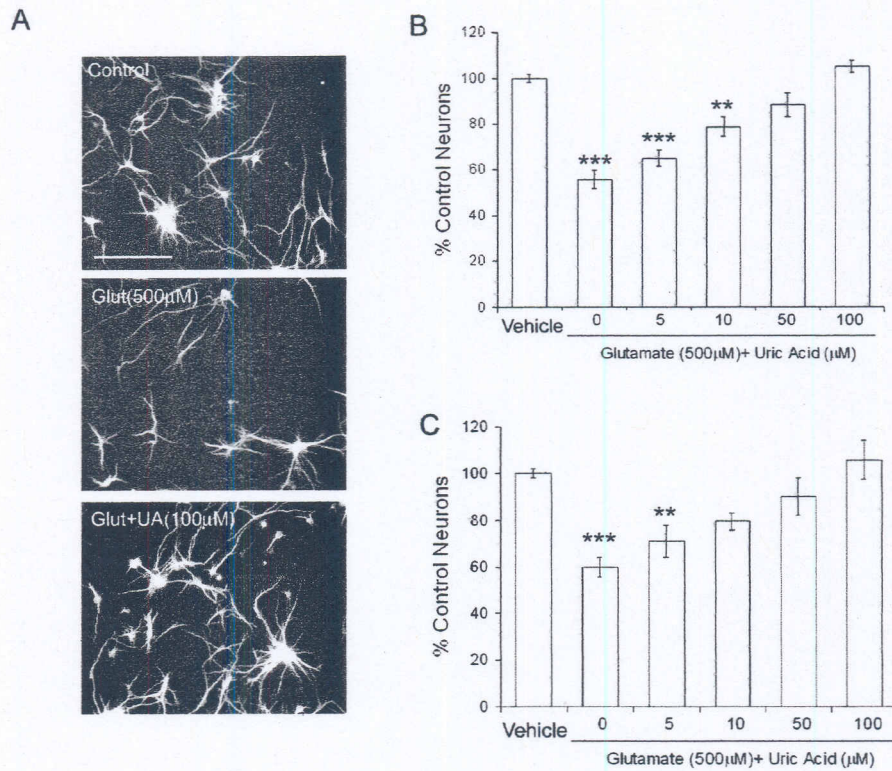 A
Control
Glut(500μM)
Glut+UA(100μM)
B
% Control Neurons
120
100
80
60
40
20
0
***
***
**
Vehicle
0
5
10
50
100
Glutamate (500μM)+ Uric Acid (μM)
C
% Control Neurons
120
100
80
60
40
20
0
***
**
Vehicle
0
5
10
50
100
Glutamate (500μM)+ Uric Acid (μM)